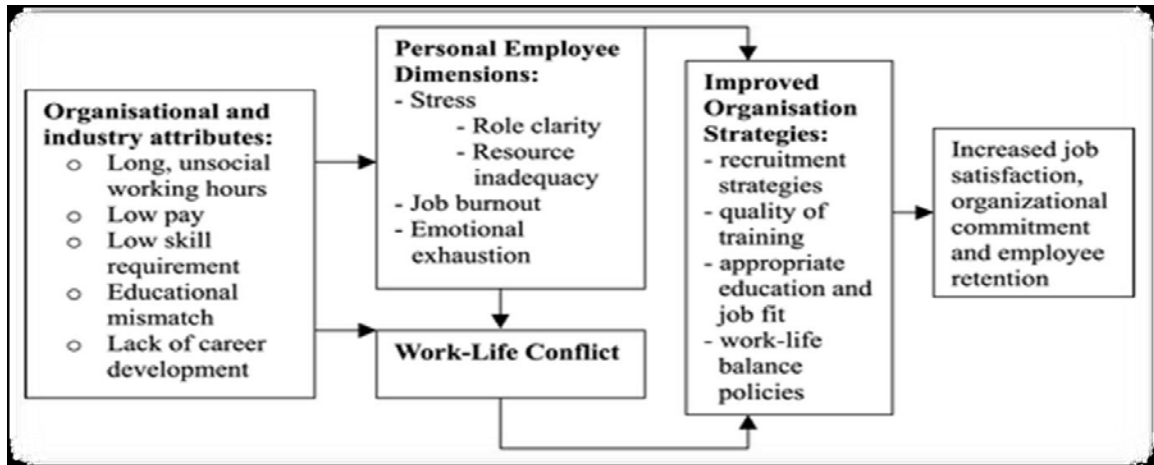 Organisational and
industry attributes:
o Long, unsocial
working hours
o Low pay
o Low skill
requirement
o Educational
mismatch
o Lack of career
development
Personal Employee
Dimensions:
- Stress
- Role clarity
- Resource
inadequacy
- Job burnout
- Emotional
exhaustion
Work-Life Conflict
Improved
Organisation
Strategies:
- recruitment
strategies
- quality of
training
- appropriate
education and
job fit
- work-life
balance
policies
Increased job
satisfaction,
organizational
commitment
and employee
retention